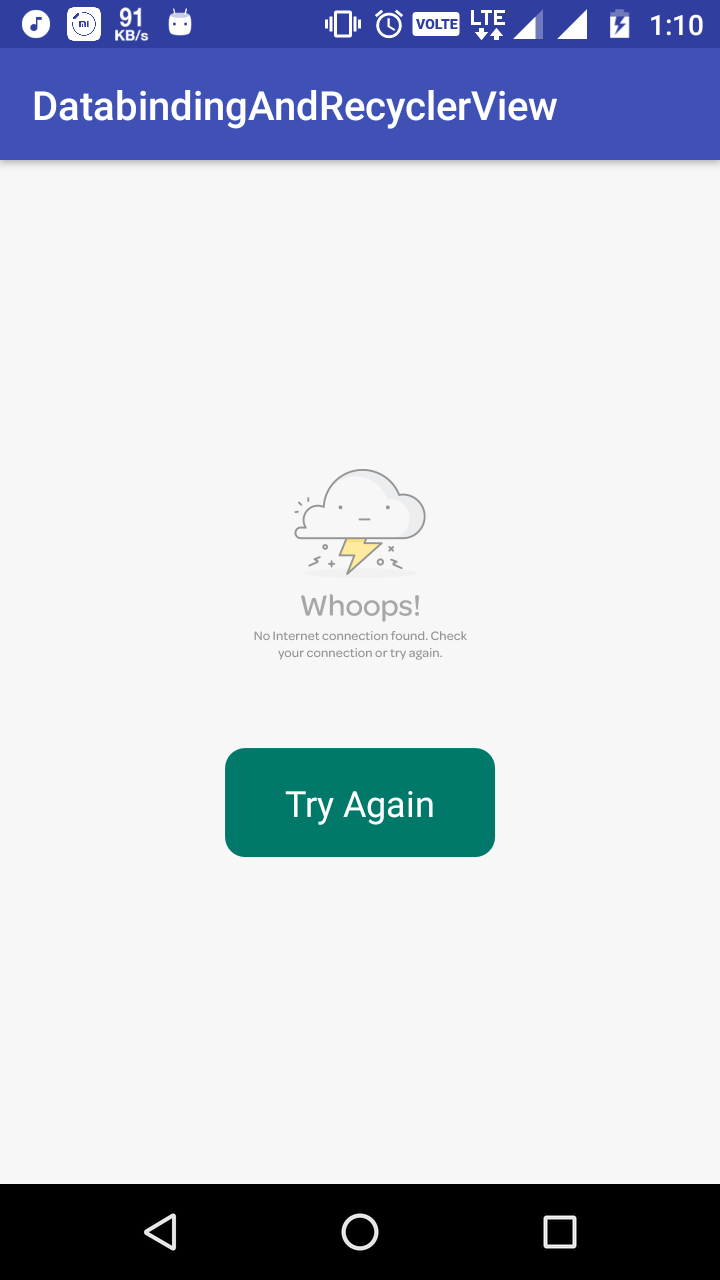 91
KB/s
mi
VOLTE
LTE
1:10
DatabindingAndRecyclerView
Whoops!
No Internet connection found. Check
your connection or try again.
Try Again